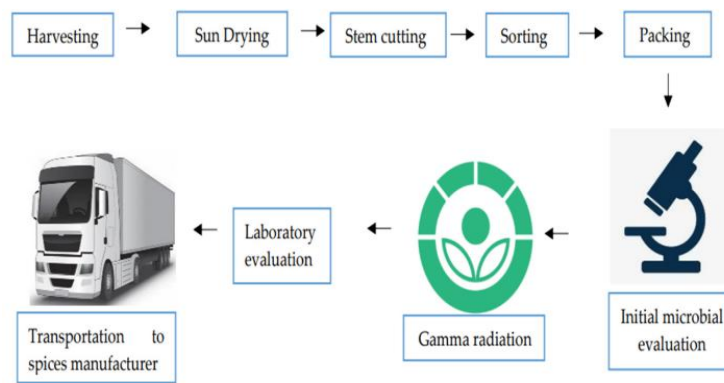 Harvesting
Sun Drying
Stem cutting
Sorting
Packing
Initial microbial
evaluation
Gamma radiation
Laboratory
evaluation
Transportation to
spices manufacturer